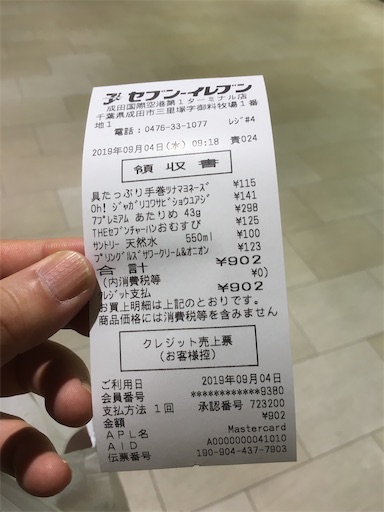 セブン-イレブン
成田国際空港第1ターミナル店
千葉県成田市三里塚字御料牧場1番
地1
電話:0476-33-1077 レジ#4
2019年09月04日(水) 09:18 責024
領収書
具たっぷり手巻ツナマヨネーズ ¥115
Oh! ジャガリコワサビショウユアジ ¥141
7プレミアム あたりめ 43g ¥298
THEセブンチャーハンおむすび ¥125
サントリー 天然水 550ml ¥100
プリングルズサワークリーム&オニオン ¥123
合計 ¥902
(内消費税等 ¥0)
クレジット支払 ¥902
お買上明細は上記のとおりです。
商品価格には消費税等を含みません
クレジット売上票
(お客様控)
ご利用日 2019年09月04日
会員番号 ************9380
支払方法 1回 承認番号 723200
金額 ¥902
APL名 Mastercard
AID A0000000041010
伝票番号 190-904-437-7903